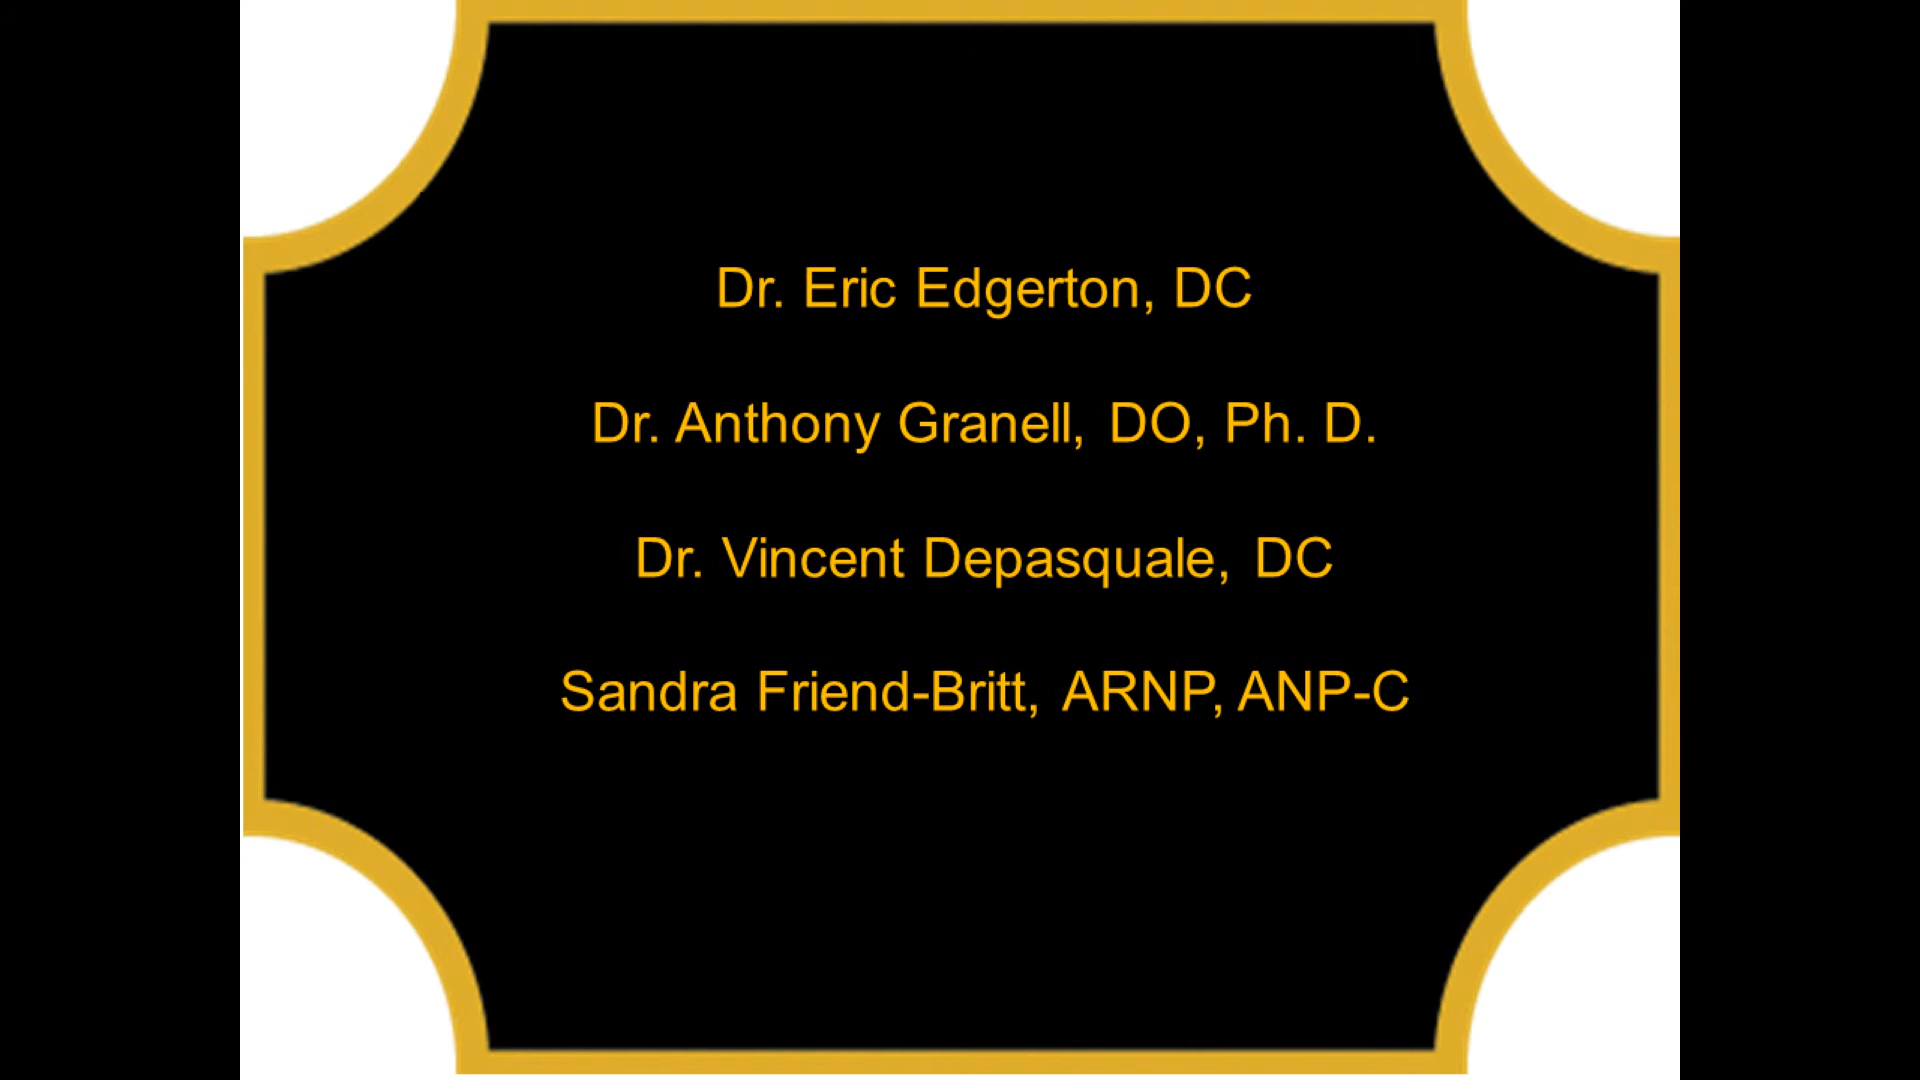 Dr. Eric Edgerton, DC
Dr. Anthony Granell, DO, Ph. D.
Dr. Vincent Depasquale, DC
Sandra Friend-Britt, ARNP, ANP-C